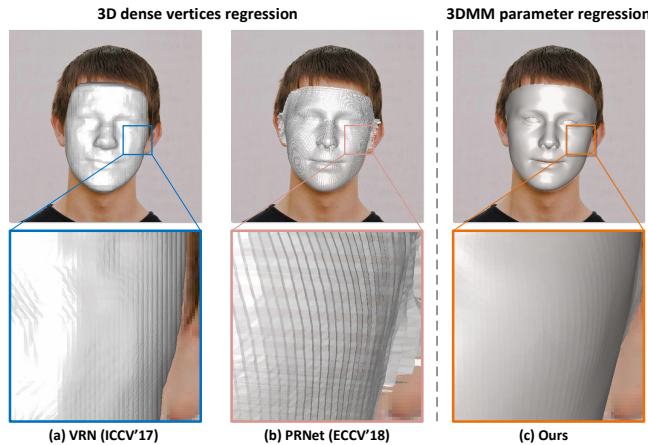 3D dense vertices regression
3DMM parameter regression
(a) VRN (ICCV'17)
(b) PRNet (ECCV'18)
(c) Ours